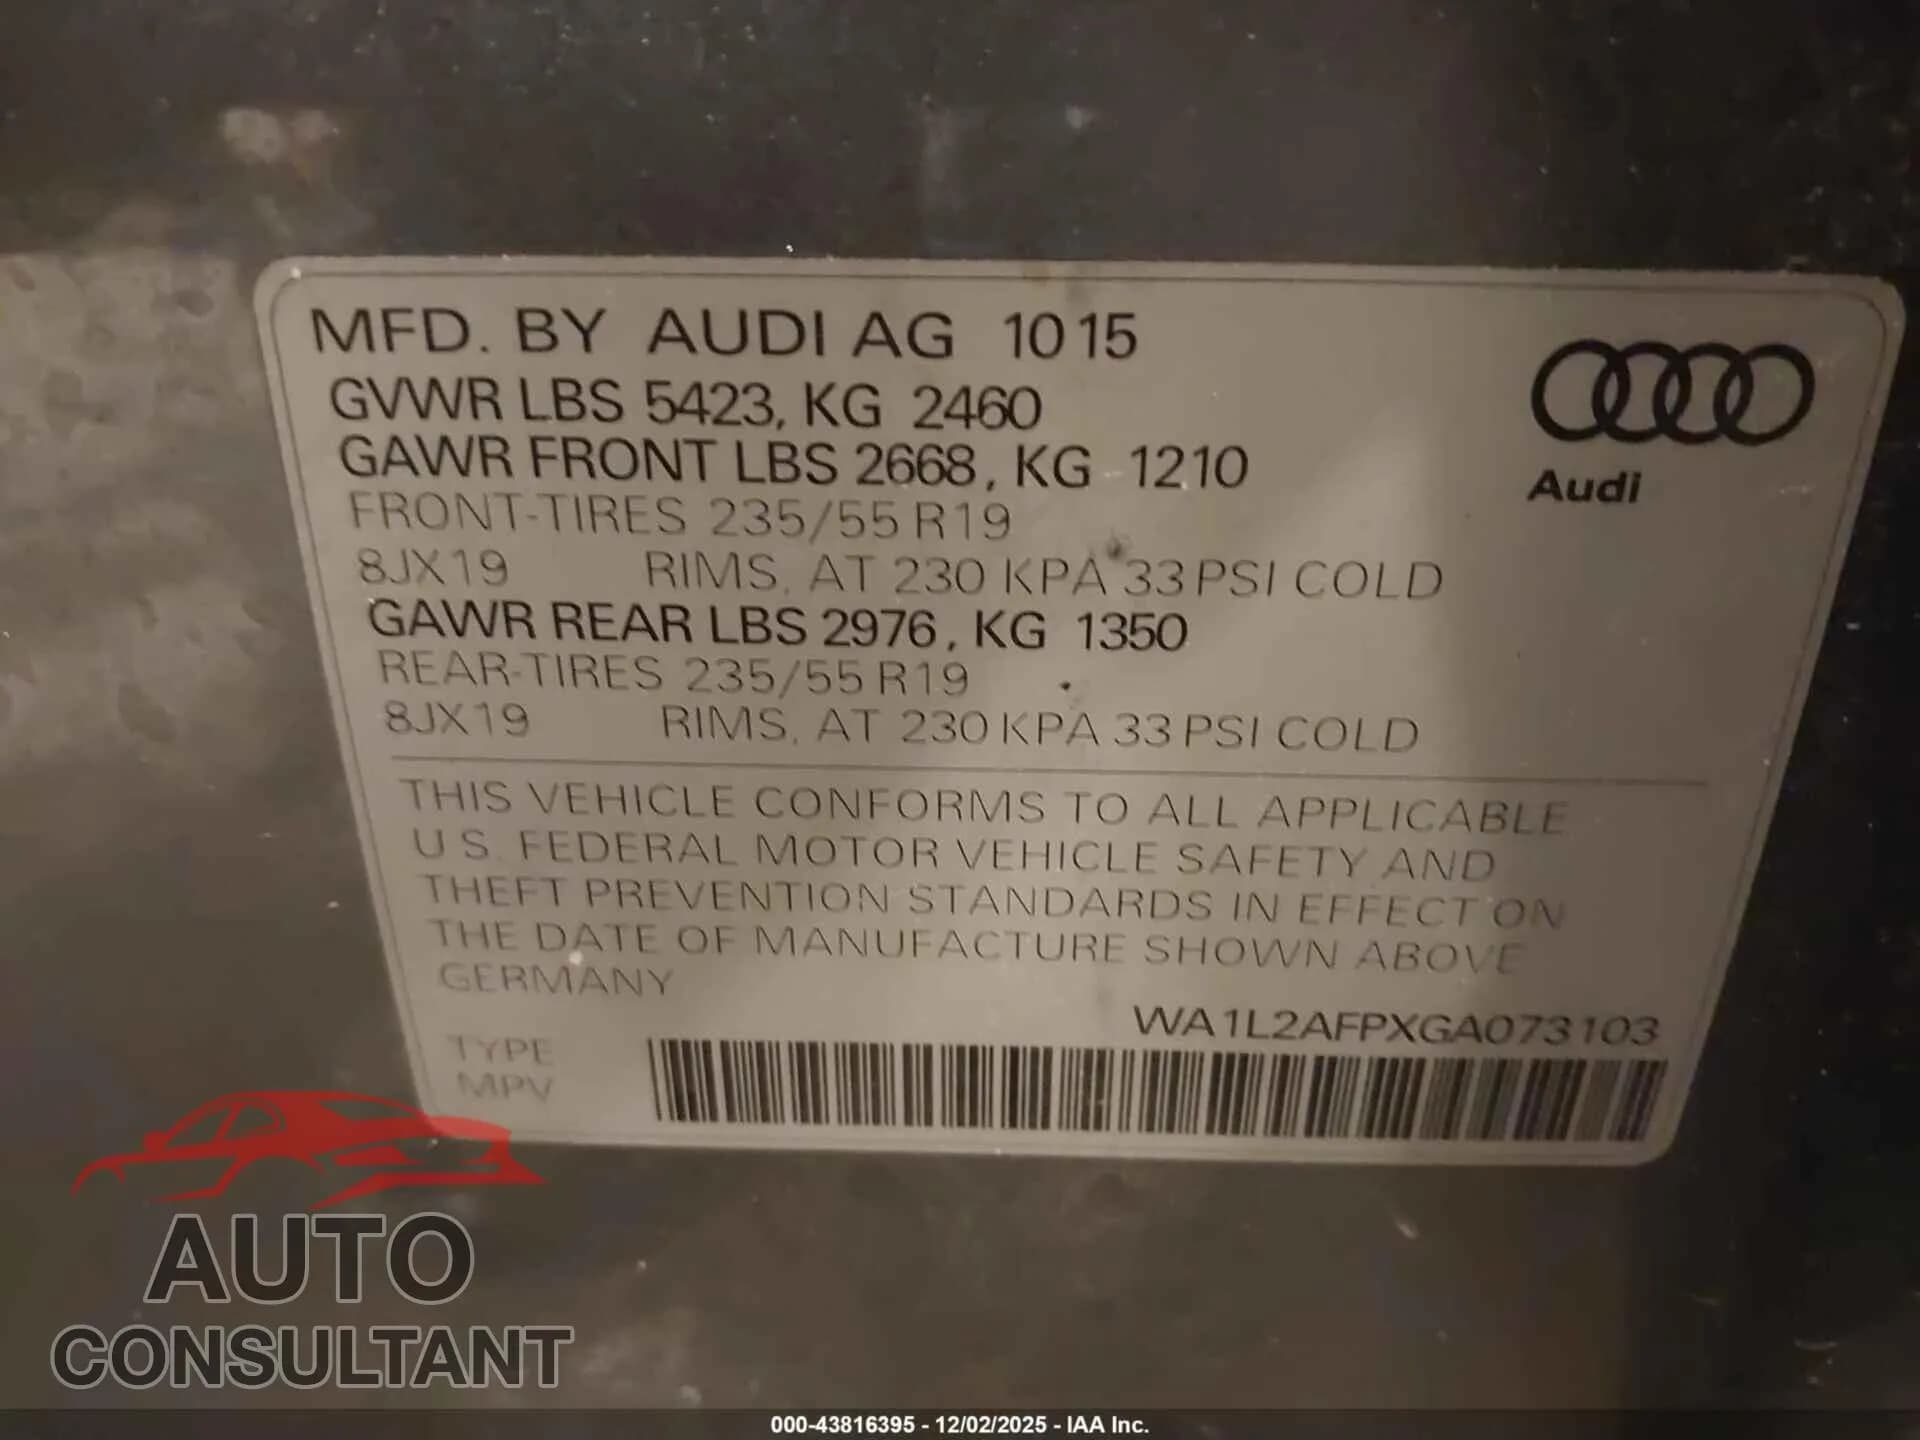 MFD. BY AUDI AG 10 15
GVWR LBS 5423, KG 2460
GAWR FRONT LBS 2668, KG 1210
FRONT-TIRES 235/55 R19
8JX19 RIMS, AT 230 KPA 33 PSI COLD
GAWR REAR LBS 2976, KG 1350
REAR-TIRES 235/55 R19
8JX19 RIMS, AT 230 KPA 33 PSI COLD
Audi
THIS VEHICLE CONFORMS TO ALL APPLICABLE
U S. FEDERAL MOTOR VEHICLE SAFETY AND
THEFT PREVENTION STANDARDS IN EFFECT ON
THE DATE OF MANUFACTURE SHOWN ABOVE
GERMANY
WA1L2AFPXGA073103
TYPE
MPV
AUTO
CONSULTANT
000-43816395 - 12/02/2025 - IAA Inc.